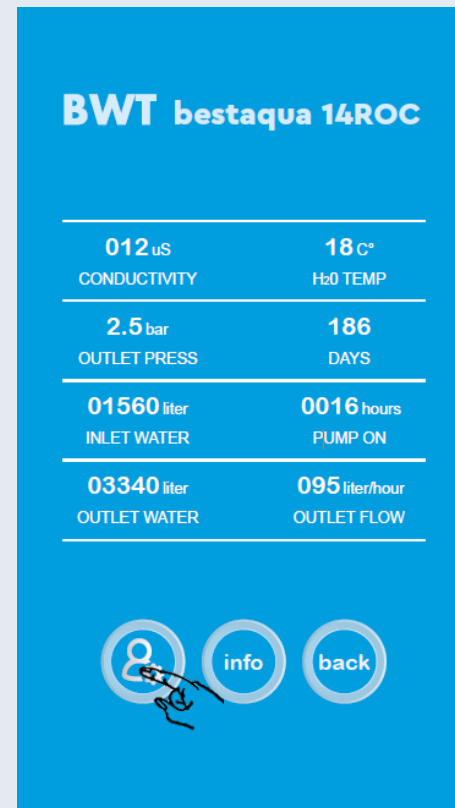 BWT bestaqua 14ROC
012 uS 18 C°
CONDUCTIVITY H20 TEMP
2.5 bar 186
OUTLET PRESS DAYS
01560 liter 0016 hours
INLET WATER PUMP ON
03340 liter 095 liter/hour
OUTLET WATER OUTLET FLOW
info back